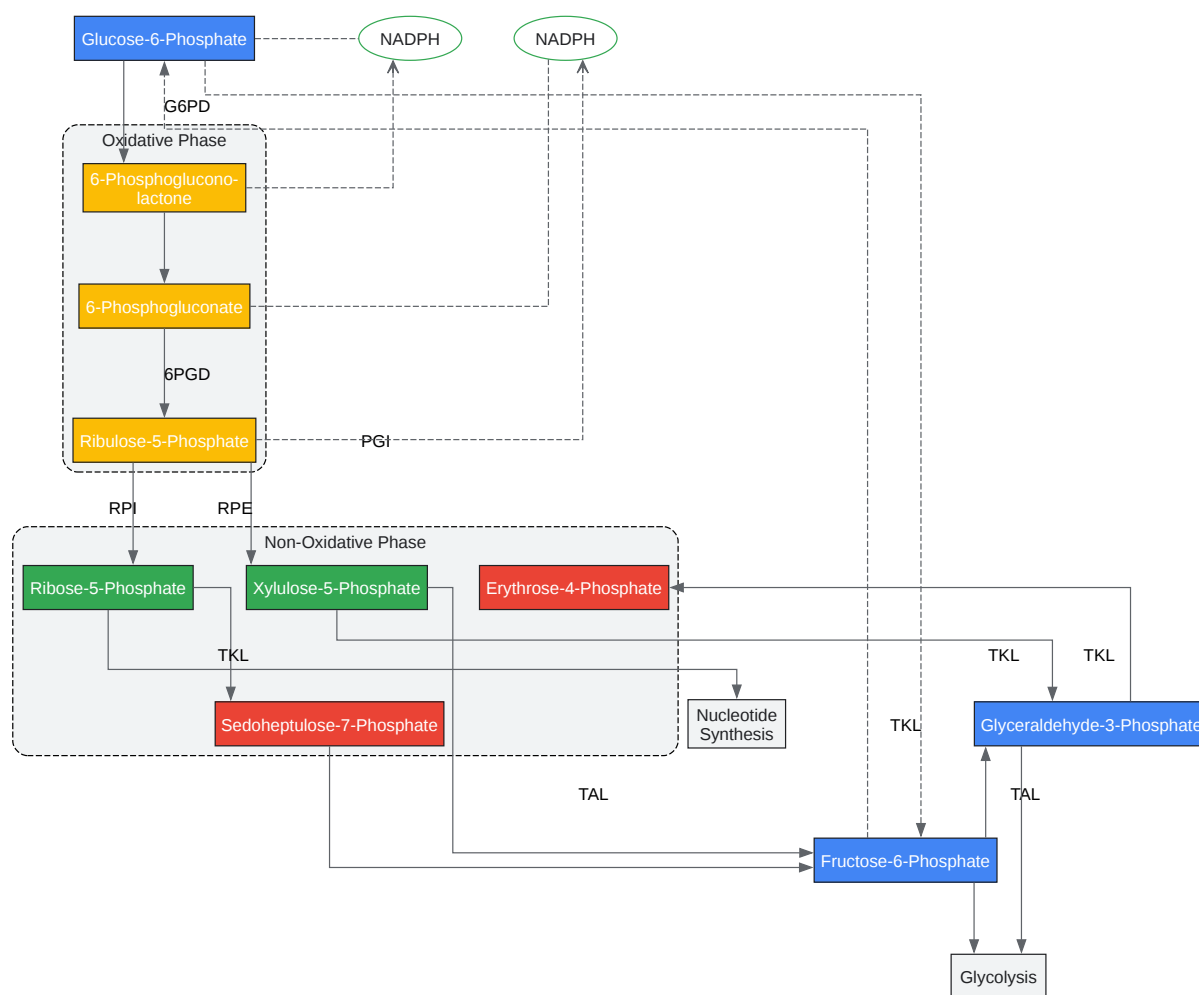 Glucose-6-Phosphate
NADPH
NADPH
G6PD
Oxidative Phase
6-Phosphoglucono-
lactone
6-Phosphogluconate
6PGD
Ribulose-5-Phosphate
PGI
RPI
RPE
Non-Oxidative Phase
Ribose-5-Phosphate
Xylulose-5-Phosphate
Erythrose-4-Phosphate
TKL
TKL
TKL
Sedoheptulose-7-Phosphate
Nucleotide
Synthesis
TKL
Glyceraldehyde-3-Phosphate
TAL
TAL
Fructose-6-Phosphate
Glycolysis